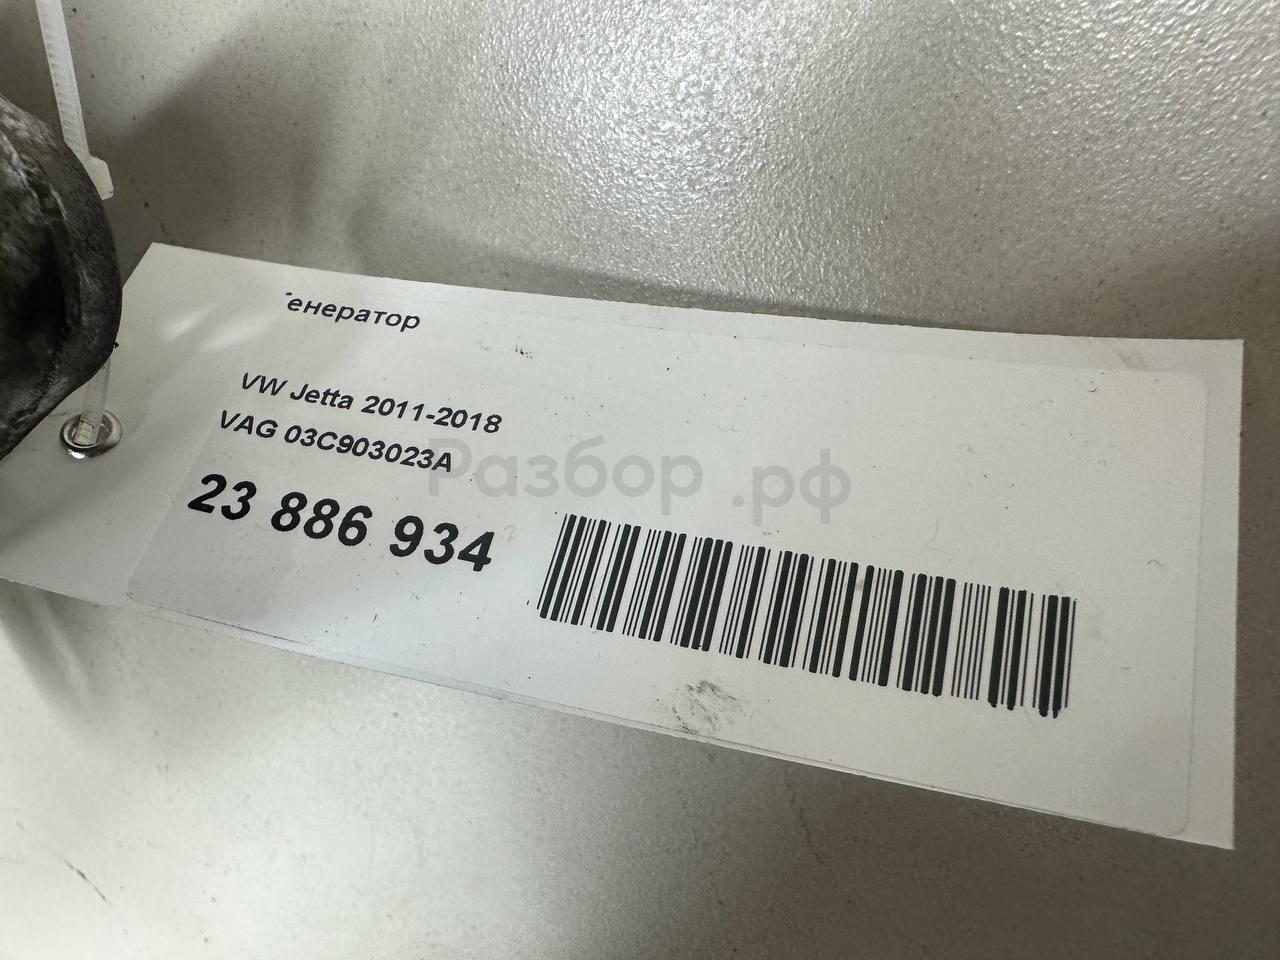 Генератор
VW Jetta 2011-2018
VAG 03C903023A
23 886 934
Разбор.рф